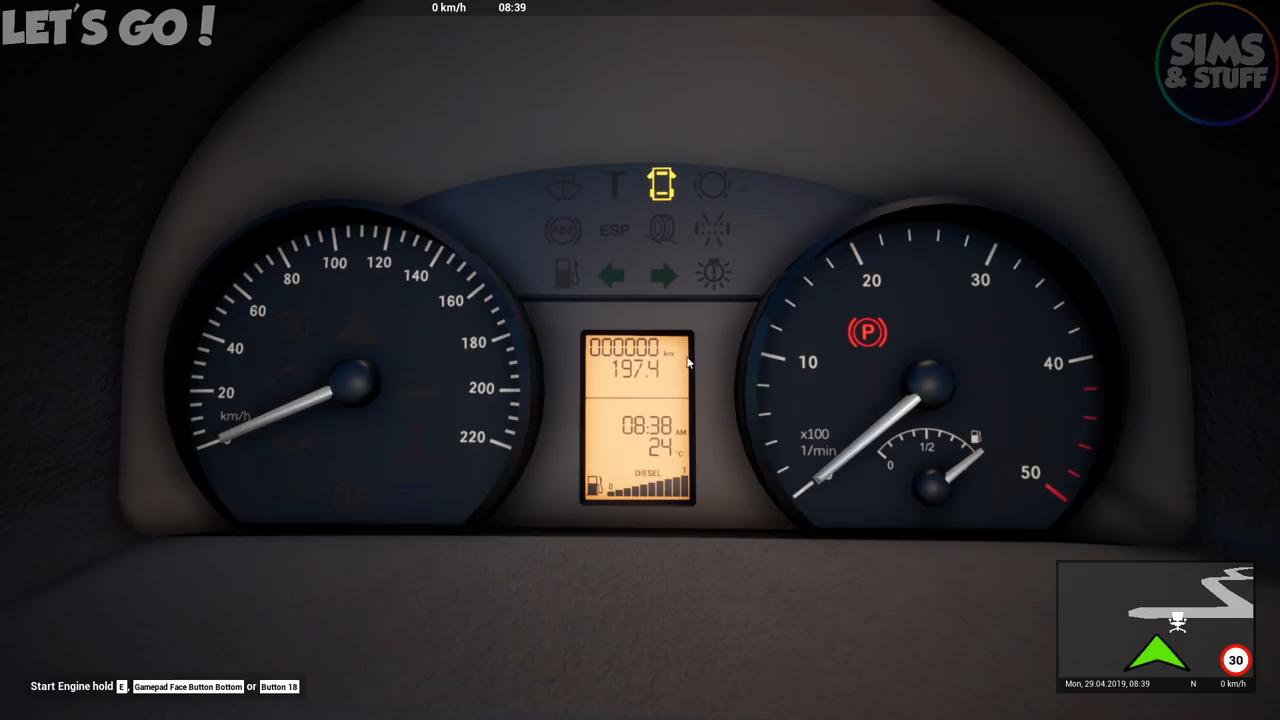 0 km/h 08:39
LET'S GO!
SIMS
& STUFF
T
ABS ESP
80 100 120 140
60 160
40 180
20 200
km/h
220
000000 km
197.4
08:38 AM
24 °C
DIESEL
0 1
20 30
P
10 40
x100
1/min
0 1/2
50
30
Mon, 29.04.2019, 08:39 N 0 km/h
Start Engine hold E, Gamepad Face Button Bottom or Button 18